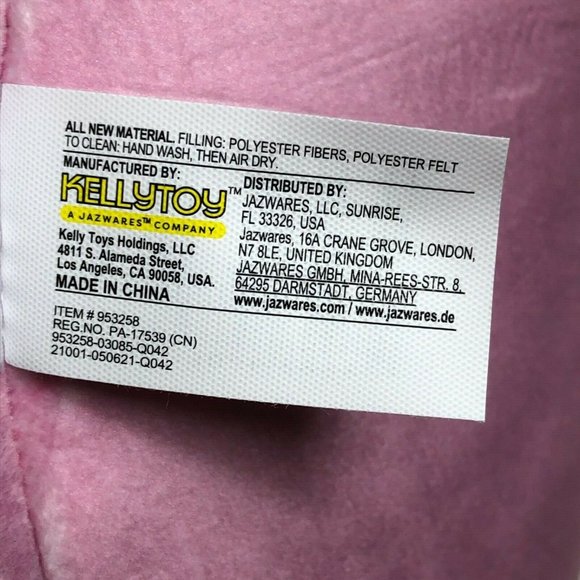 ALL NEW MATERIAL. FILLING: POLYESTER FIBERS, POLYESTER FELT
TO CLEAN: HAND WASH, THEN AIR DRY.
MANUFACTURED BY:
KELLYTOY™
A JAZWARES™ COMPANY
Kelly Toys Holdings, LLC
4811 S. Alameda Street,
Los Angeles, CA 90058, USA.
MADE IN CHINA
DISTRIBUTED BY:
JAZWARES, LLC, SUNRISE,
FL 33326, USA
Jazwares, 16A CRANE GROVE, LONDON,
N7 8LE, UNITED KINGDOM
JAZWARES GMBH, MINA-REES-STR. 8,
64295 DARMSTADT, GERMANY
www.jazwares.com / www.jazwares.de
ITEM # 953258
REG.NO. PA-17539 (CN)
953258-03085-Q042
21001-050621-Q042